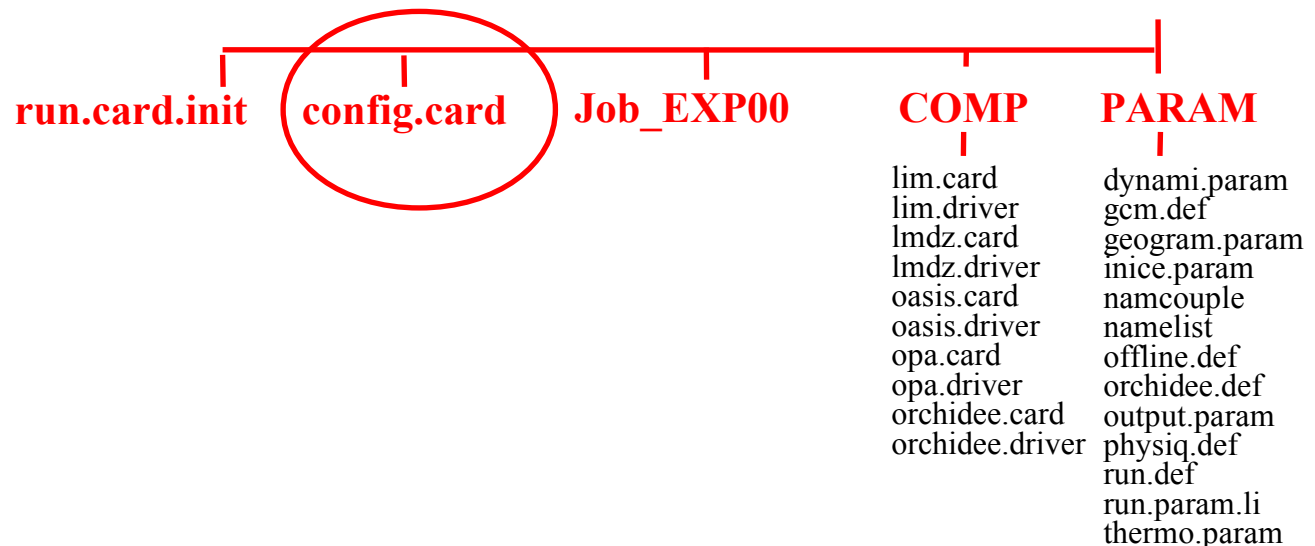 run.card.init
config.card
Job_EXP00
COMP
PARAM
lim.card
lim.driver
lmdz.card
lmdz.driver
oasis.card
oasis.driver
opa.card
opa.driver
orchidee.card
orchidee.driver
dynami.param
gcm.def
geogram.param
inice.param
namcouple
namelist
offline.def
orchidee.def
output.param
physiq.def
run.def
run.param.li
thermo.param